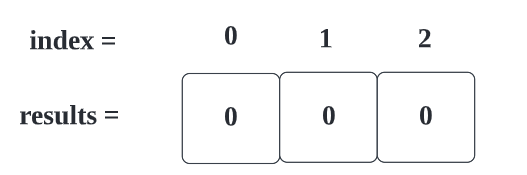 index = 0 1 2
results = 0 0 0